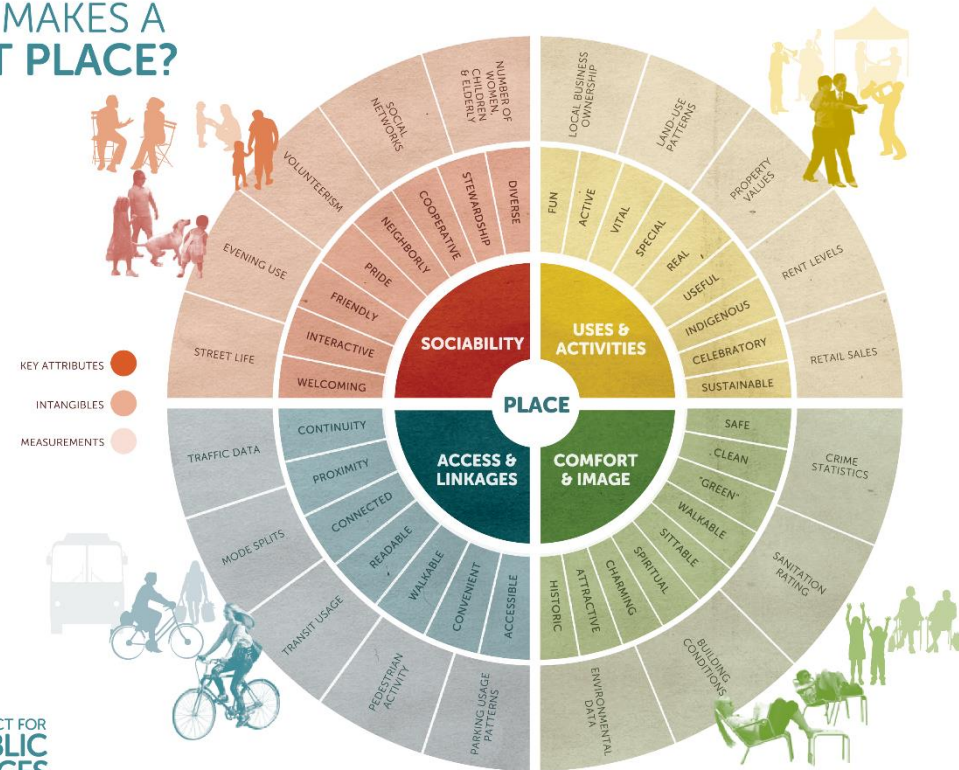 MAKES A
T PLACE?
KEY ATTRIBUTES
INTANGIBLES
MEASUREMENTS
PLACE
SOCIABILITY
USES &
ACTIVITIES
ACCESS &
LINKAGES
COMFORT
& IMAGE
WELCOMING
INTERACTIVE
FRIENDLY
PRIDE
NEIGHBORLY
COOPERATIVE
STEWARDSHIP
DIVERSE
FUN
ACTIVE
VITAL
SPECIAL
REAL
USEFUL
INDIGENOUS
CELEBRATORY
SUSTAINABLE
SAFE
CLEAN
"GREEN"
WALKABLE
SITTABLE
SPIRITUAL
CHARMING
ATTRACTIVE
HISTORIC
ACCESSIBLE
CONVENIENT
WALKABLE
READABLE
CONNECTED
PROXIMITY
CONTINUITY
STREET LIFE
EVENING USE
VOLUNTEERISM
SOCIAL
NETWORKS
NUMBER OF
WOMEN,
CHILDREN
& ELDERLY
LOCAL BUSINESS
OWNERSHIP
LAND-USE
PATTERNS
PROPERTY
VALUES
RENT LEVELS
RETAIL SALES
CRIME
STATISTICS
SANITATION
RATING
BUILDING
CONDITIONS
ENVIRONMENTAL
DATA
PARKING USAGE
PATTERNS
PEDESTRIAN
ACTIVITY
TRANSIT USAGE
MODE SPLITS
TRAFFIC DATA
CT FOR
BLIC
CES